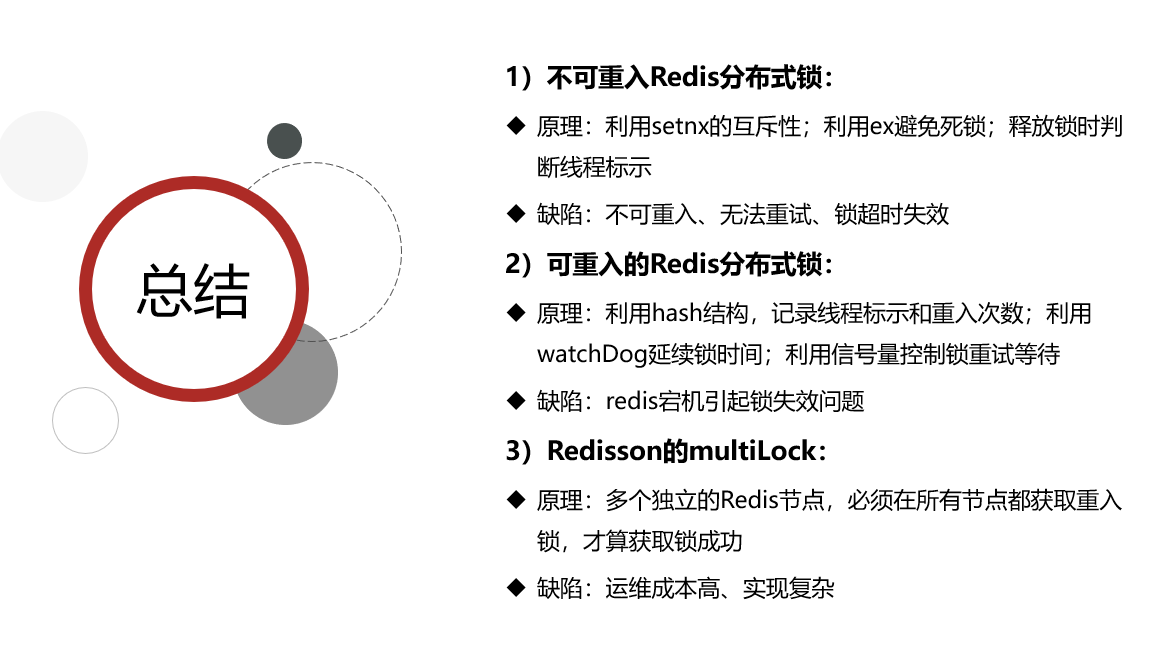 总结
1）不可重入Redis分布式锁：
◆ 原理：利用setnx的互斥性；利用ex避免死锁；释放锁时判
断线程标示
◆ 缺陷：不可重入、无法重试、锁超时失效
2）可重入的Redis分布式锁：
◆ 原理：利用hash结构，记录线程标示和重入次数；利用
watchDog延续锁时间；利用信号量控制锁重试等待
◆ 缺陷：redis宕机引起锁失效问题
3）Redisson的multiLock：
◆ 原理：多个独立的Redis节点，必须在所有节点都获取重入
锁，才算获取锁成功
◆ 缺陷：运维成本高、实现复杂